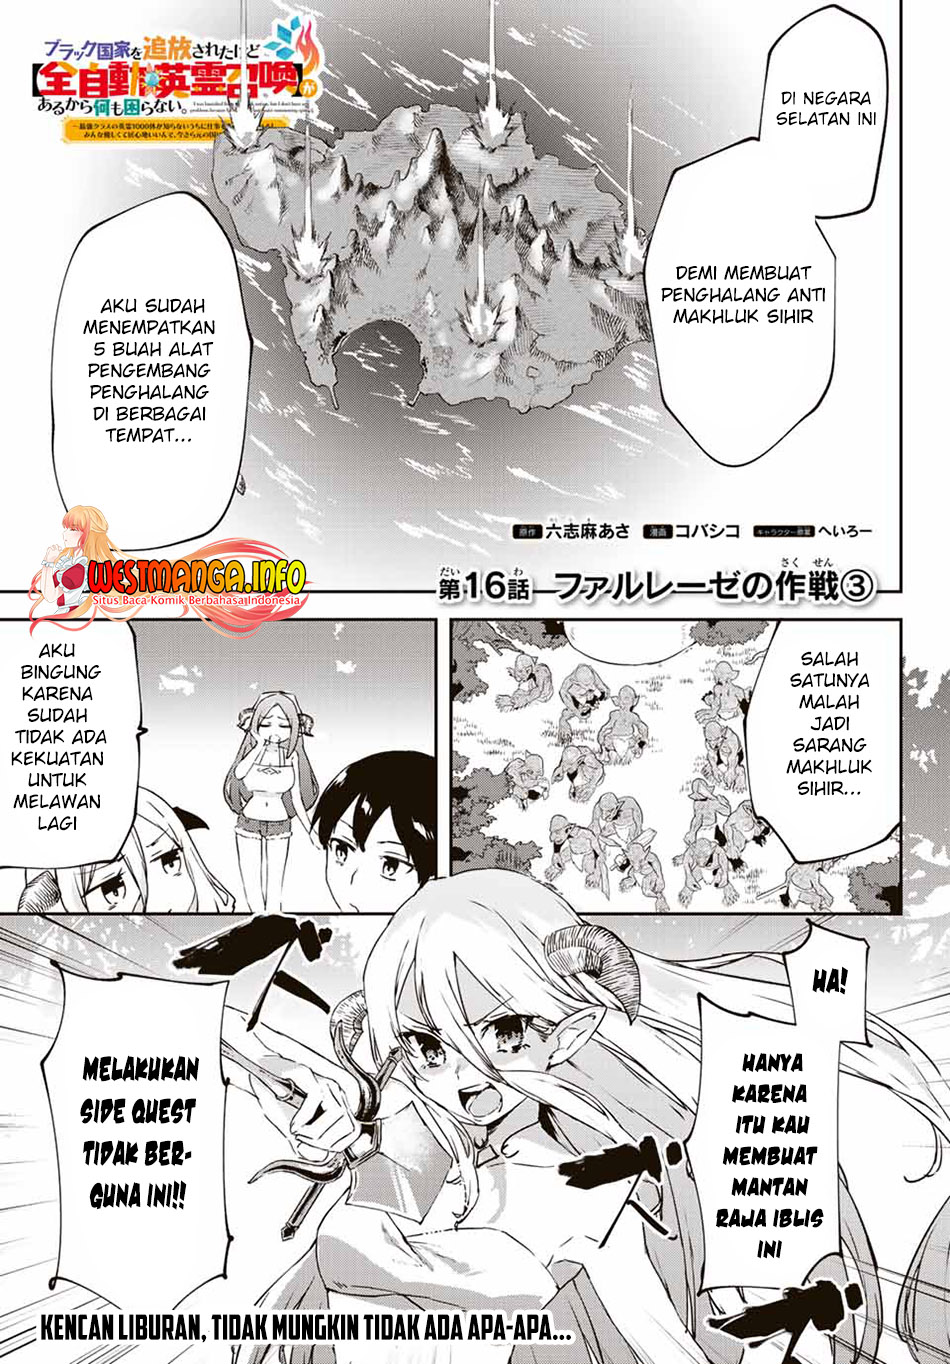 ブラック国家を追放されたけど
【全自動・英霊召喚】が
あるから何も困らない。
DI NEGARA
SELATAN INI
DEMI MEMBUAT
PENGHALANG ANTI
MAKHLUK SIHIR
AKU SUDAH
MENEMPATKAN
5 BUAH ALAT
PENGEMBANG
PENGHALANG
DI BERBAGAI
TEMPAT...
原作 六志麻あさ 漫画 コバシコ キャラクター原案 へいろー
第16話 ファルレーゼの作戦③
だい わ さく せん
WESTMANGA.INFO
Situs Baca Komik Berbahasa Indonesia
SALAH
SATUNYA
MALAH
JADI
SARANG
MAKHLUK
SIHIR...
AKU
BINGUNG
KARENA
SUDAH
TIDAK ADA
KEKUATAN
UNTUK
MELAWAN
LAGI
HA!
HANYA
KARENA
ITU KAU
MEMBUAT
MANTAN
RAJA IBLIS
INI
MELAKUKAN
SIDE QUEST
TIDAK BER-
GUNA INI!!
KENCAN LIBURAN, TIDAK MUNGKIN TIDAK ADA APA-APA...